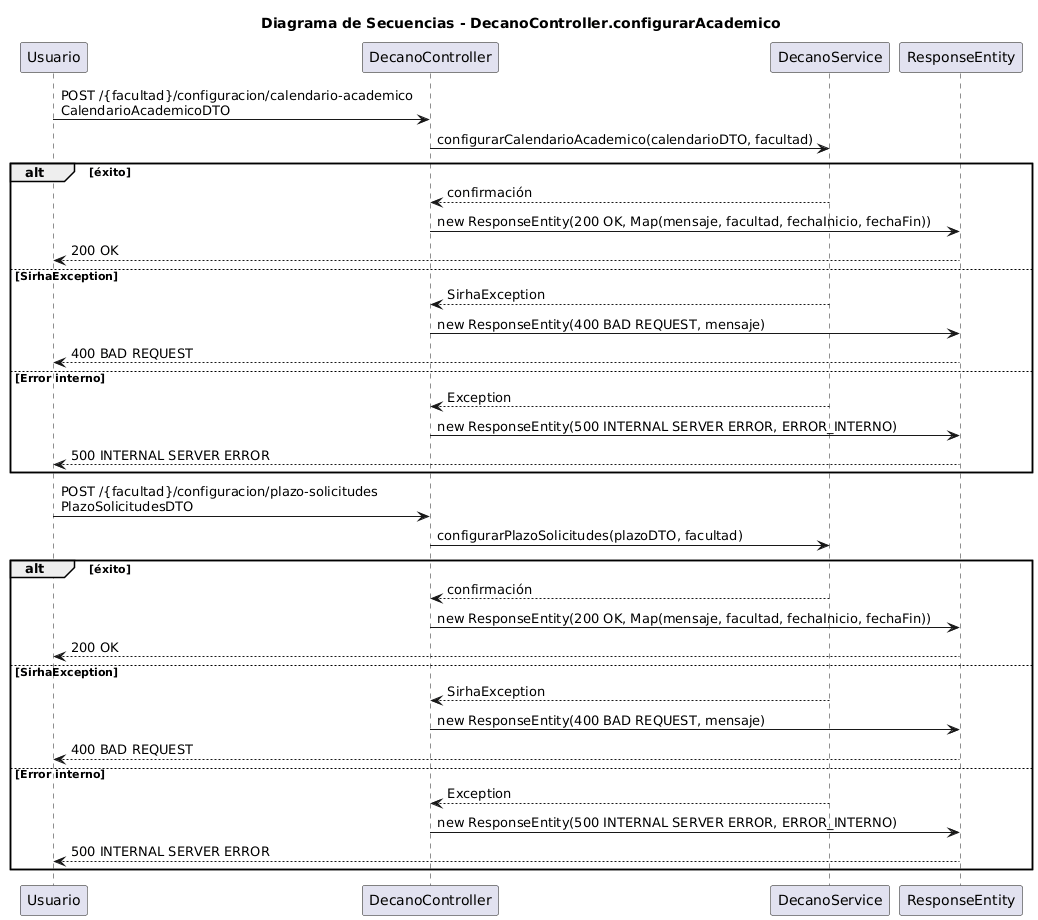 Diagrama de Secuencias - DecanoController.configurarAcademico
Usuario DecanoController DecanoService ResponseEntity
POST /{facultad}/configuracion/calendario-academico
CalendarioAcademicoDTO
configurarCalendarioAcademico(calendarioDTO, facultad)
alt [éxito]
confirmación
new ResponseEntity(200 OK, Map(mensaje, facultad, fechaInicio, fechaFin))
200 OK
[SirhaException]
SirhaException
new ResponseEntity(400 BAD REQUEST, mensaje)
400 BAD REQUEST
[Error interno]
Exception
new ResponseEntity(500 INTERNAL SERVER ERROR, ERROR_INTERNO)
500 INTERNAL SERVER ERROR
POST /{facultad}/configuracion/plazo-solicitudes
PlazoSolicitudesDTO
configurarPlazoSolicitudes(plazoDTO, facultad)
alt [éxito]
confirmación
new ResponseEntity(200 OK, Map(mensaje, facultad, fechaInicio, fechaFin))
200 OK
[SirhaException]
SirhaException
new ResponseEntity(400 BAD REQUEST, mensaje)
400 BAD REQUEST
[Error interno]
Exception
new ResponseEntity(500 INTERNAL SERVER ERROR, ERROR_INTERNO)
500 INTERNAL SERVER ERROR
Usuario DecanoController DecanoService ResponseEntity